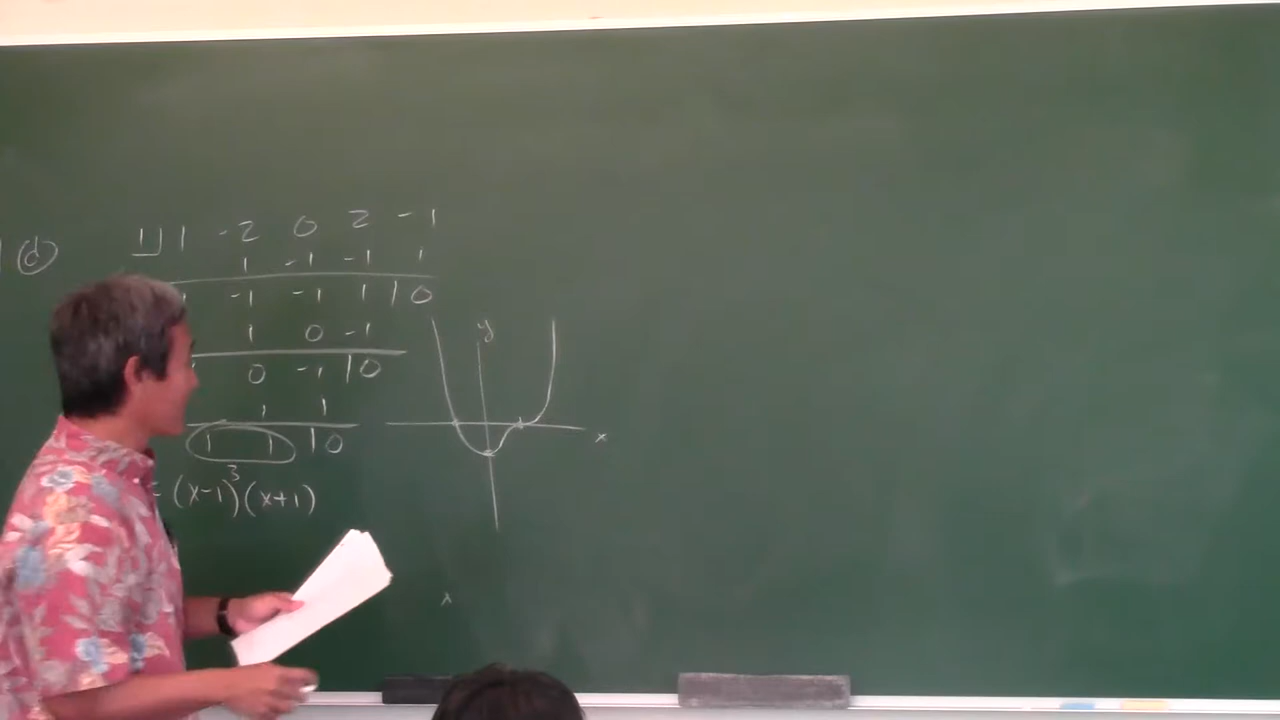 (d) 1⌋ 1 -2 0 2 -1
1 -1 -1 1
1 -1 -1 1 | 0
1 0 -1
0 -1 | 0
1 1
1 1 | 0
= (x-1)³(x+1)
y
x
x